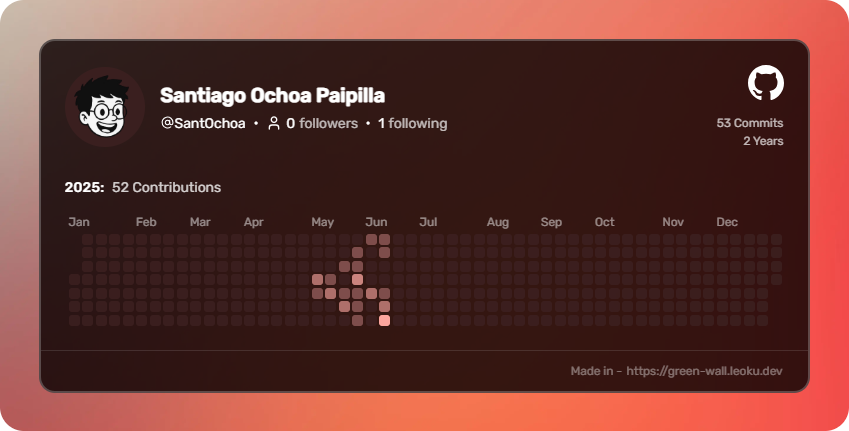 Santiago Ochoa Paipilla
@SantOchoa • 0 followers • 1 following
53 Commits
2 Years
2025: 52 Contributions
Jan Feb Mar Apr May Jun Jul Aug Sep Oct Nov Dec
Made in - https://green-wall.leoku.dev